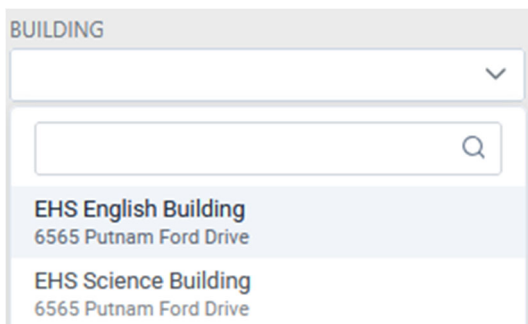 BUILDING
EHS English Building
6565 Putnam Ford Drive
EHS Science Building
6565 Putnam Ford Drive